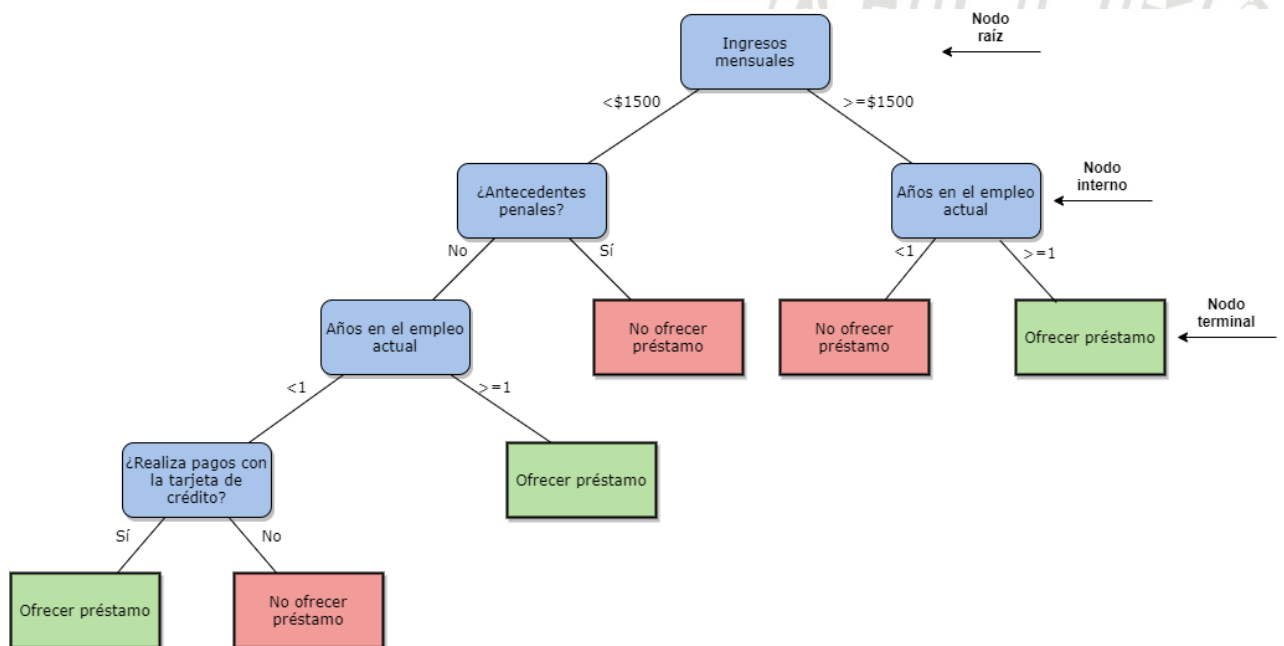 Nodo
raíz
Ingresos
mensuales
<$1500
>=$1500
¿Antecedentes
penales?
Años en el empleo
actual
Nodo
interno
No
Sí
<1
>=1
Años en el empleo
actual
No ofrecer
préstamo
No ofrecer
préstamo
Ofrecer préstamo
Nodo
terminal
<1
>=1
¿Realiza pagos con
la tarjeta de
crédito?
Ofrecer préstamo
Sí
No
Ofrecer préstamo
No ofrecer
préstamo